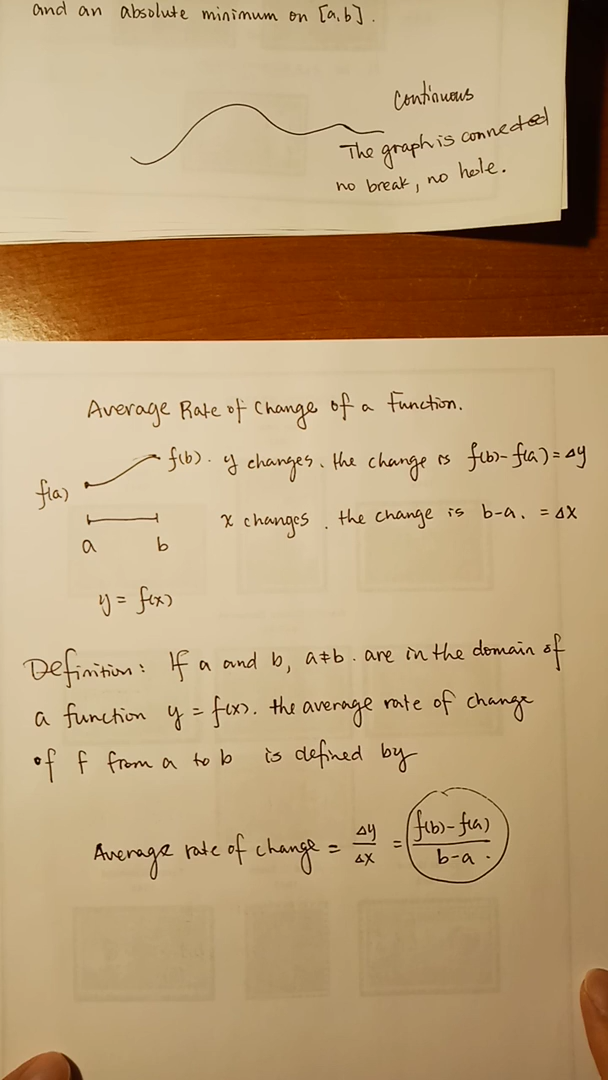 and an absolute minimum on [a,b].
Continuous
The graph is connected
no break, no hole.
Average Rate of Change of a Function.
f(a) f(b). y changes. the change is f(b)-f(a)=Δy
x changes. the change is b-a. = Δx
a b
y = f(x)
Definition: If a and b, a≠b. are in the domain of
a function y = f(x). the average rate of change
of f from a to b is defined by
Average rate of change = Δy/Δx = f(b)-f(a)/b-a.